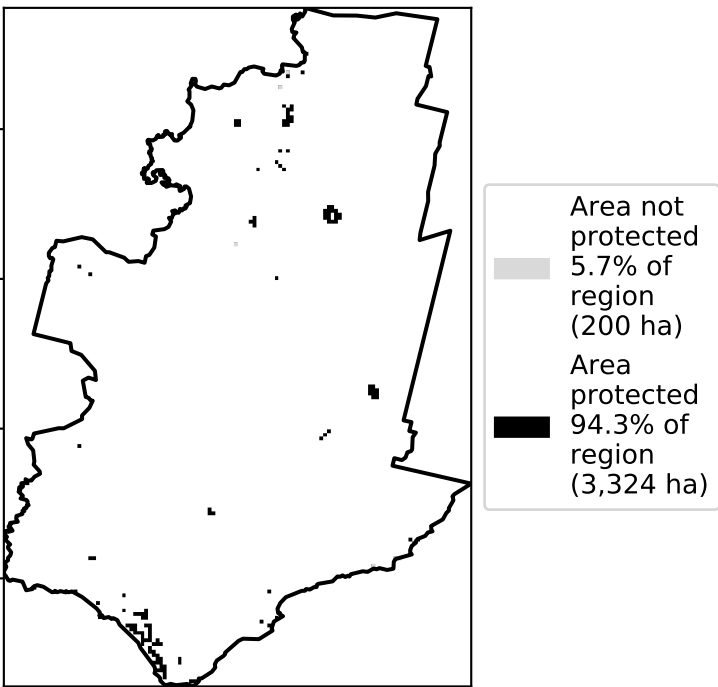 Area not
protected
5.7% of
region
(200 ha)
Area
protected
94.3% of
region
(3,324 ha)